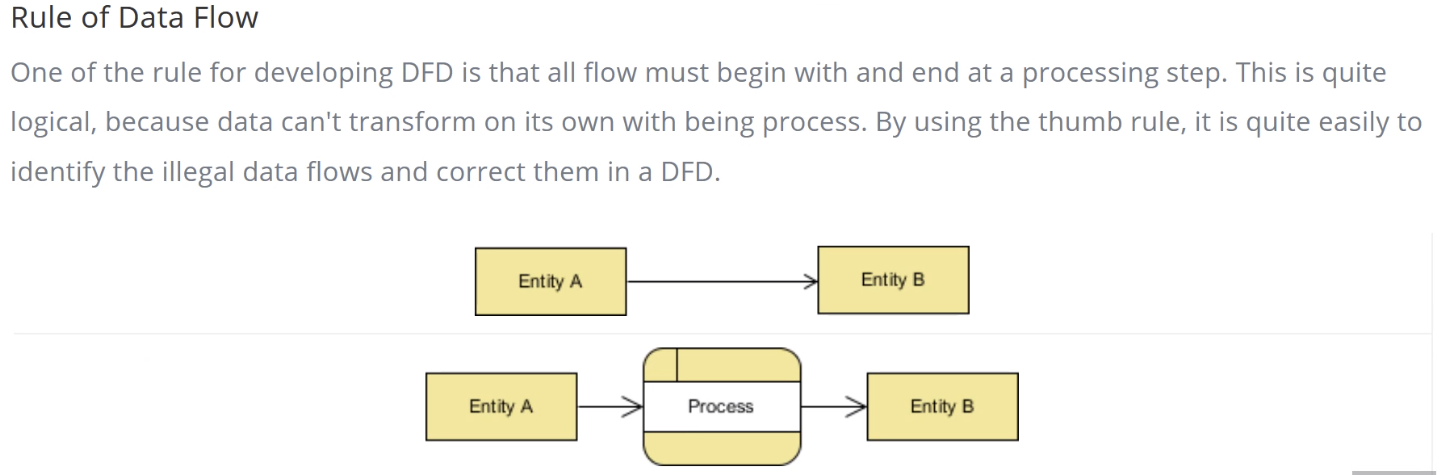 Rule of Data Flow
One of the rule for developing DFD is that all flow must begin with and end at a processing step. This is quite
logical, because data can't transform on its own with being process. By using the thumb rule, it is quite easily to
identify the illegal data flows and correct them in a DFD.
Entity A
Entity B
Entity A
Process
Entity B